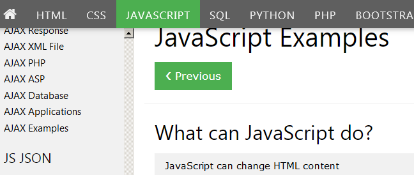 HTML CSS JAVASCRIPT SQL PYTHON PHP BOOTSTRA
AJAX Response
AJAX XML File
AJAX PHP
AJAX ASP
AJAX Database
AJAX Applications
AJAX Examples
JS JSON
JavaScript Examples
❮ Previous
What can JavaScript do?
JavaScript can change HTML content